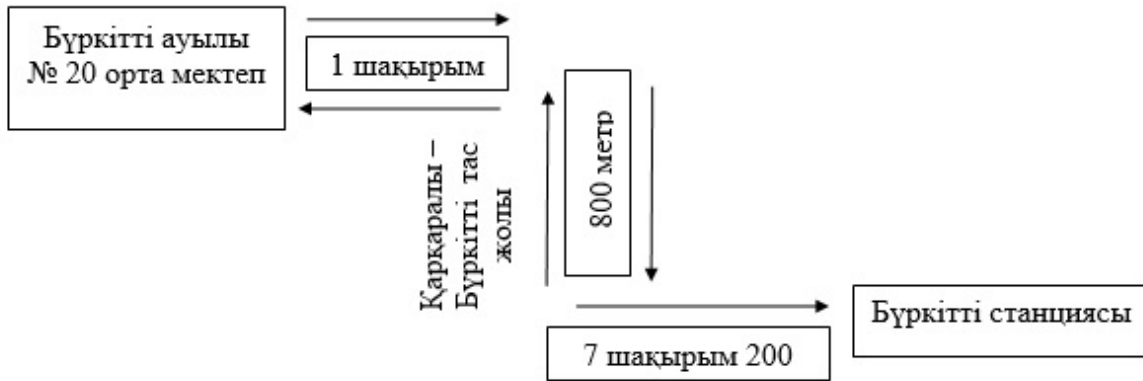 Бүркітті ауылы
№ 20 орта мектеп
1 шақырым
Қарқаралы –
Бүркітті тас
жолы
800 метр
Бүркітті станциясы
7 шақырым 200